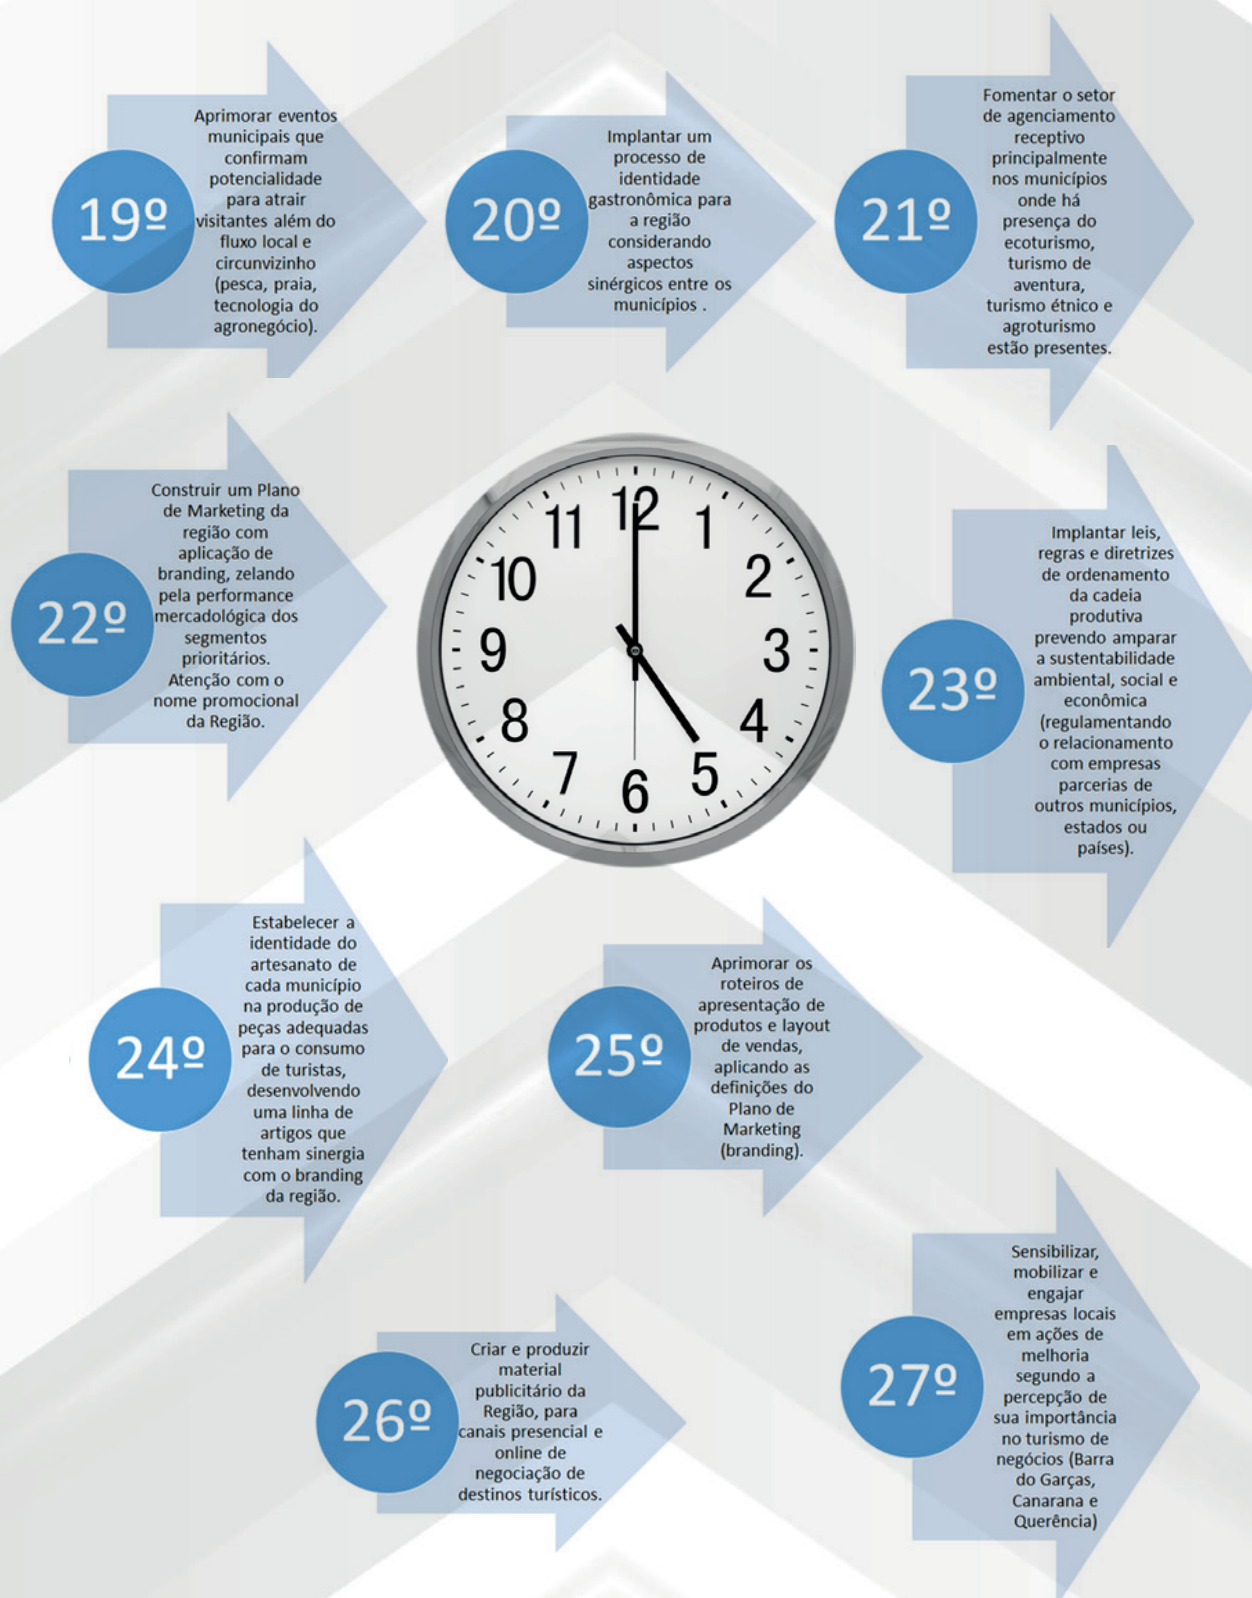 19º
Aprimorar eventos
municipais que
confirmam
potencialidade
para atrair
visitantes além do
fluxo local e
circunvizinho
(pesca, praia,
tecnologia do
agronegócio).
20º
Implantar um
processo de
identidade
gastronômica para
a região
considerando
aspectos
sinérgicos entre os
municípios .
21º
Fomentar o setor
de agenciamento
receptivo
principalmente
nos municípios
onde há
presença do
ecoturismo,
turismo de
aventura,
turismo étnico e
agroturismo
estão presentes.
22º
Construir um Plano
de Marketing da
região com
aplicação de
branding, zelando
pela performance
mercadológica dos
segmentos
prioritários.
Atenção com o
nome promocional
da Região.
12
1
2
3
4
5
6
7
8
9
10
11
23º
Implantar leis,
regras e diretrizes
de ordenamento
da cadeia
produtiva
prevendo amparar
a sustentabilidade
ambiental, social e
econômica
(regulamentando
o relacionamento
com empresas
parcerias de
outros municípios,
estados ou
países).
24º
Estabelecer a
identidade do
artesanato de
cada município
na produção de
peças adequadas
para o consumo
de turistas,
desenvolvendo
uma linha de
artigos que
tenham sinergia
com o branding
da região.
25º
Aprimorar os
roteiros de
apresentação de
produtos e layout
de vendas,
aplicando as
definições do
Plano de
Marketing
(branding).
26º
Criar e produzir
material
publicitário da
Região, para
canais presencial e
online de
negociação de
destinos turísticos.
27º
Sensibilizar,
mobilizar e
engajar
empresas locais
em ações de
melhoria
segundo a
percepção de
sua importância
no turismo de
negócios (Barra
do Garças,
Canarana e
Querência)